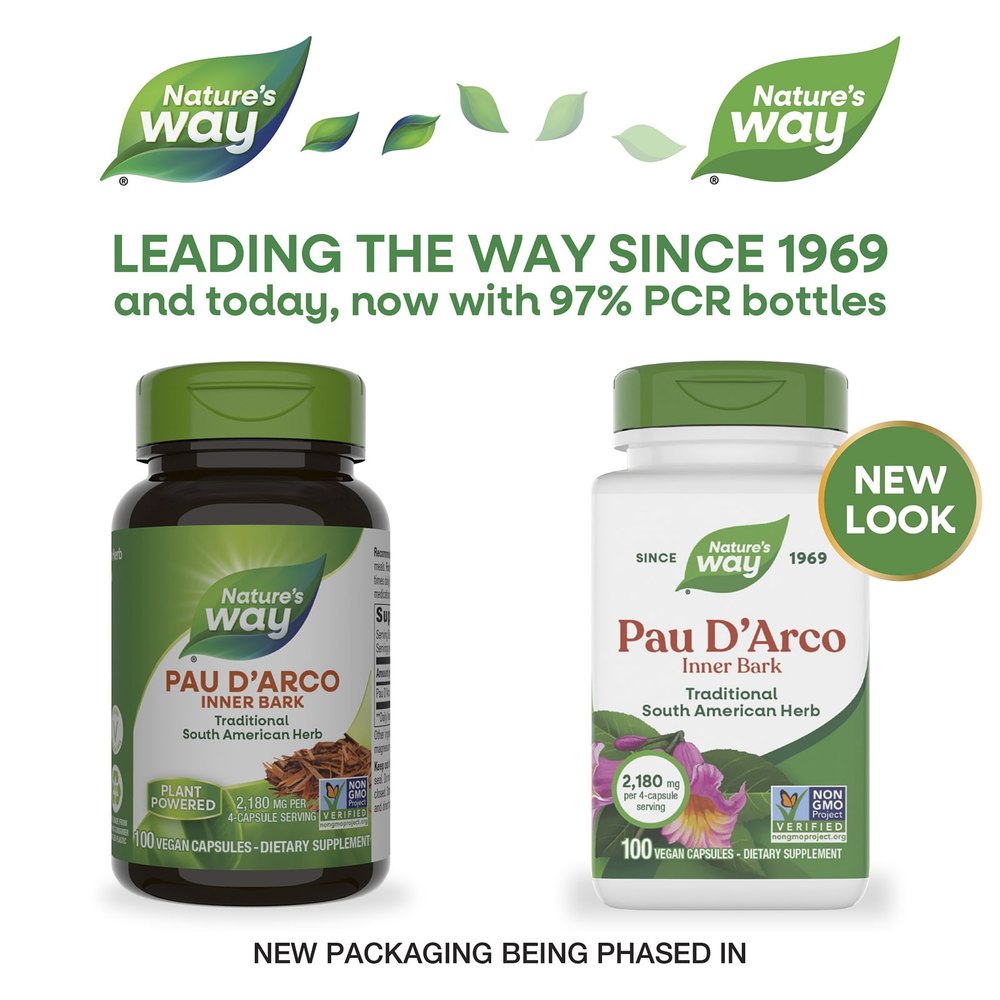 Nature's
way
®
Nature's
way
®
LEADING THE WAY SINCE 1969
and today, now with 97% PCR bottles
Herb
Nature's
way
®
PAU D'ARCO
INNER BARK
Traditional
South American Herb
PLANT
POWERED
2,180 MG PER
4-CAPSULE SERVING
NON
GMO
Project
VERIFIED
nongmoproject.org
100 VEGAN CAPSULES - DIETARY SUPPLEMENT
NEW
LOOK
SINCE
Nature's
way
®
1969
Pau D'Arco
Inner Bark
Traditional
South American Herb
2,180 mg
per 4-capsule
serving
NON
GMO
Project
VERIFIED
nongmoproject.org
100 VEGAN CAPSULES - DIETARY SUPPLEMENT
NEW PACKAGING BEING PHASED IN